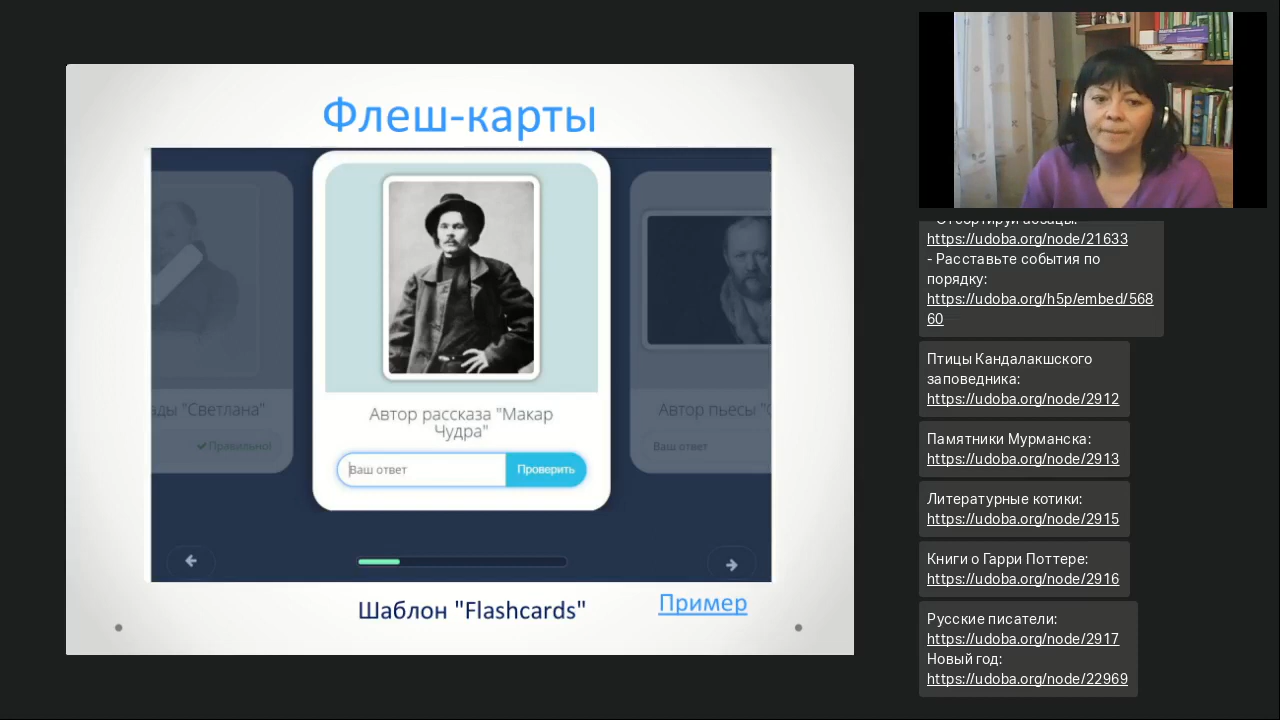 Флеш-карты
ады "Светлана"
Правильно!
Автор рассказа "Макар
Чудра"
Ваш ответ
Проверить
Автор пьесы "
Ваш ответ
Шаблон "Flashcards"
Пример
https://udoba.org/node/21633
- Расставьте события по
порядку:
https://udoba.org/h5p/embed/568
60
Птицы Кандалакшского
заповедника:
https://udoba.org/node/2912
Памятники Мурманска:
https://udoba.org/node/2913
Литературные котики:
https://udoba.org/node/2915
Книги о Гарри Поттере:
https://udoba.org/node/2916
Русские писатели:
https://udoba.org/node/2917
Новый год:
https://udoba.org/node/22969